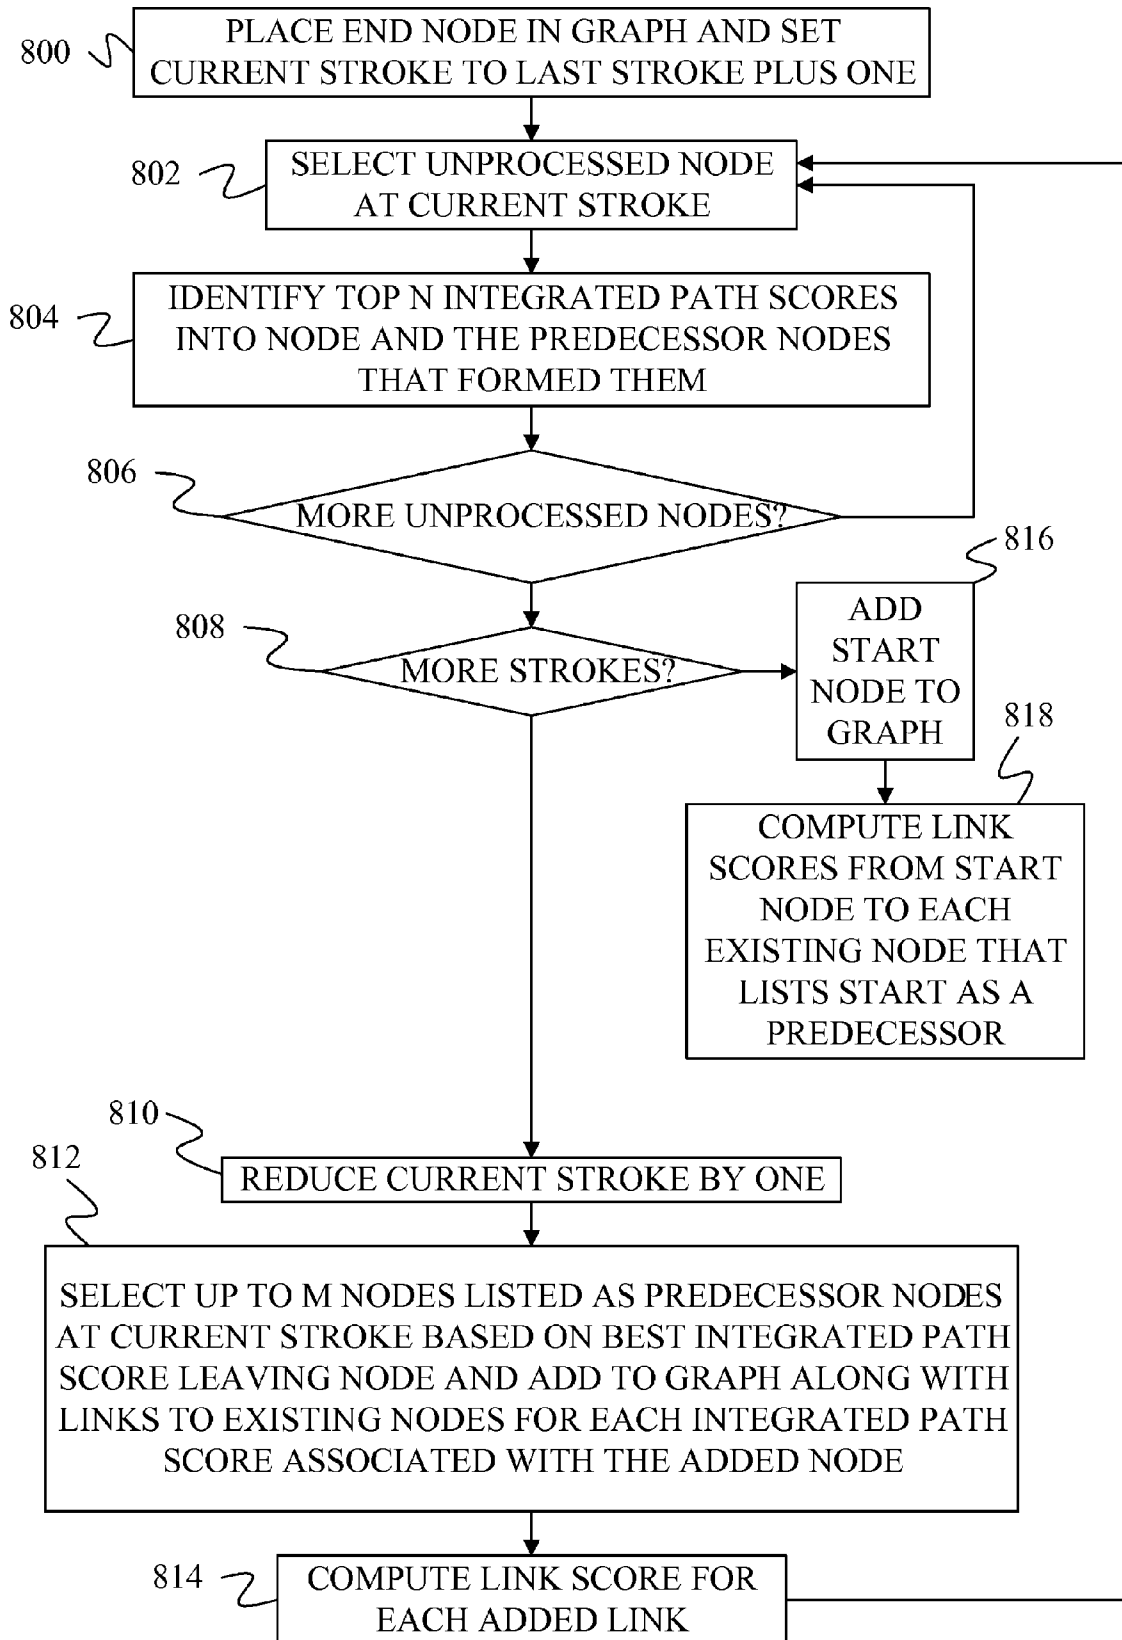 800
PLACE END NODE IN GRAPH AND SET
CURRENT STROKE TO LAST STROKE PLUS ONE
802
SELECT UNPROCESSED NODE
AT CURRENT STROKE
804
IDENTIFY TOP N INTEGRATED PATH SCORES
INTO NODE AND THE PREDECESSOR NODES
THAT FORMED THEM
806
MORE UNPROCESSED NODES?
808
MORE STROKES?
816
ADD
START
NODE TO
GRAPH
818
COMPUTE LINK
SCORES FROM START
NODE TO EACH
EXISTING NODE THAT
LISTS START AS A
PREDECESSOR
810
REDUCE CURRENT STROKE BY ONE
812
SELECT UP TO M NODES LISTED AS PREDECESSOR NODES
AT CURRENT STROKE BASED ON BEST INTEGRATED PATH
SCORE LEAVING NODE AND ADD TO GRAPH ALONG WITH
LINKS TO EXISTING NODES FOR EACH INTEGRATED PATH
SCORE ASSOCIATED WITH THE ADDED NODE
814
COMPUTE LINK SCORE FOR
EACH ADDED LINK